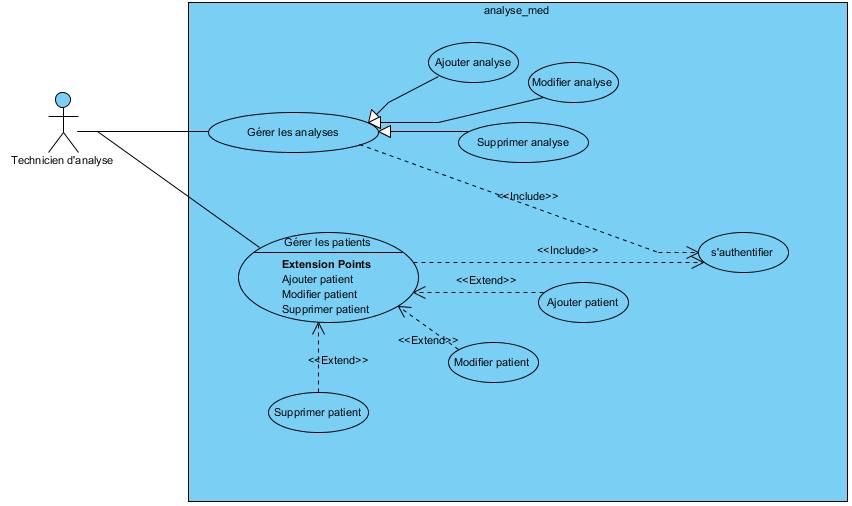 analyse_med
Ajouter analyse
Modifier analyse
Technicien d'analyse
Gérer les analyses
Supprimer analyse
<<Include>>
Gérer les patients
Extension Points
Ajouter patient
Modifier patient
Supprimer patient
<<Include>>
s'authentifier
<<Extend>>
Ajouter patient
<<Extend>>
Modifier patient
<<Extend>>
Supprimer patient